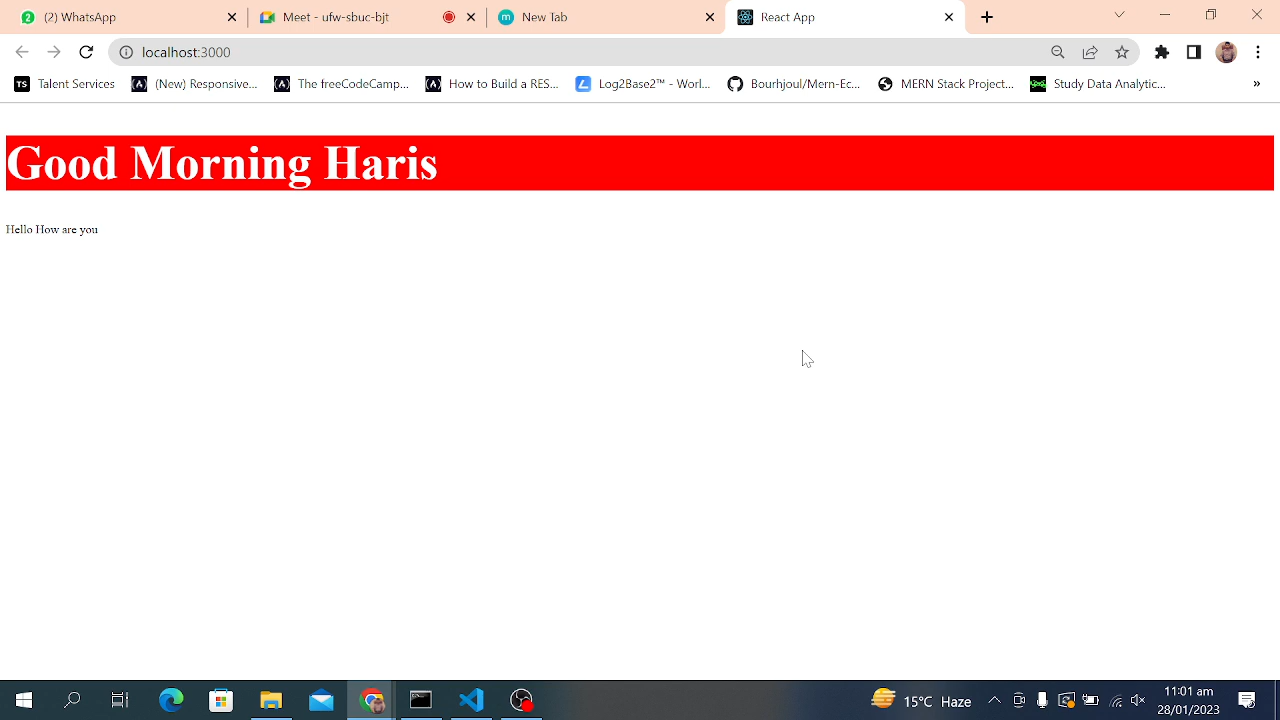 (2) WhatsApp
Meet - ufw-sbuc-bjt
m New Tab
React App
localhost:3000
TS Talent Services
(A) (New) Responsive...
(A) The freeCodeCamp...
(A) How to Build a RES...
Log2Base2™ - Worl...
Bourhjoul/Mern-Ec...
MERN Stack Project...
Study Data Analytic...
»
Good Morning Haris
Hello How are you
15°C Haze
11:01 am
28/01/2023